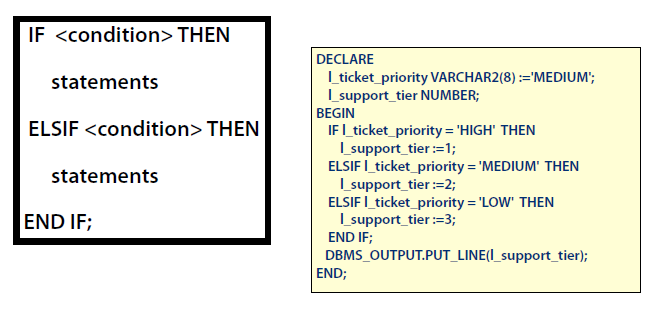 IF <condition> THEN
statements
ELSIF <condition> THEN
statements
END IF;
DECLARE
l_ticket_priority VARCHAR2(8) :='MEDIUM';
l_support_tier NUMBER;
BEGIN
IF l_ticket_priority = 'HIGH' THEN
l_support_tier :=1;
ELSIF l_ticket_priority = 'MEDIUM' THEN
l_support_tier :=2;
ELSIF l_ticket_priority = 'LOW' THEN
l_support_tier :=3;
END IF;
DBMS_OUTPUT.PUT_LINE(l_support_tier);
END;